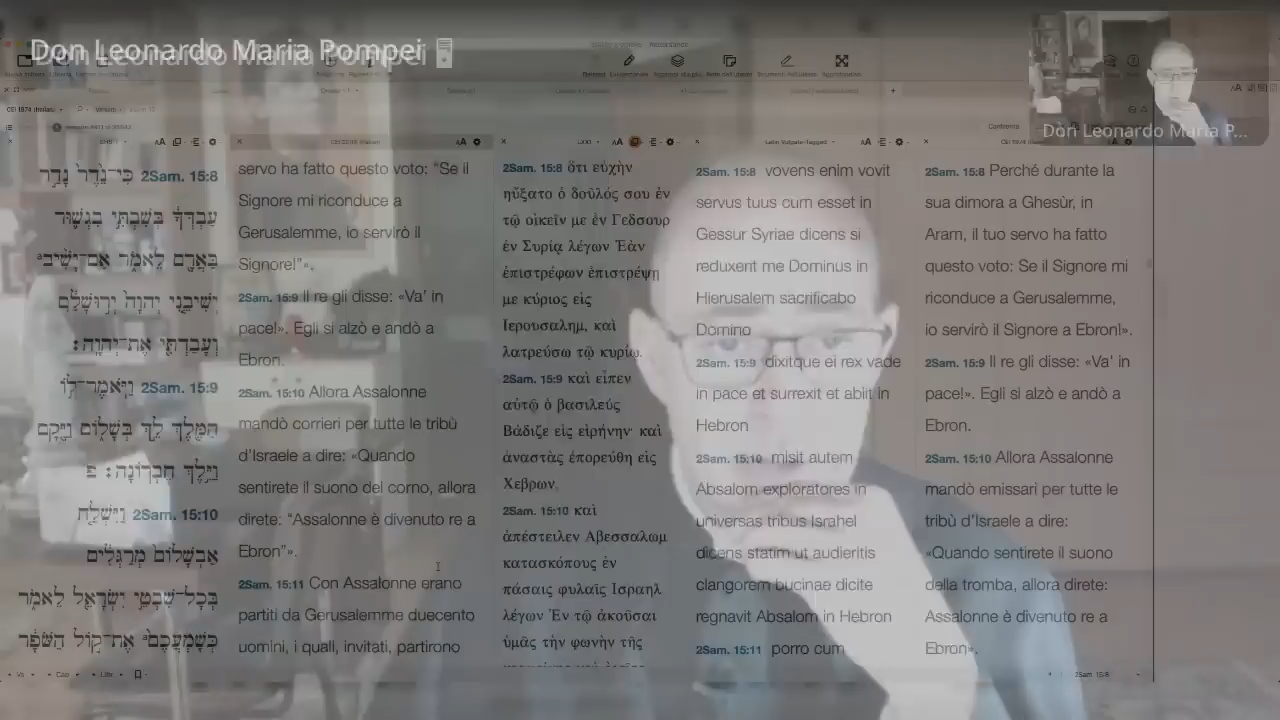 Don Leonardo Maria Pompei
Don Leonardo Maria P...
כִּי־נֵ֙דֶר֙ נָדַ֣ר 2Sam. 15:8
עַבְדְּךָ֔ בְּשִׁבְתִּ֥י בִגְשׁ֖וּר
בַּאֲרָ֣ם לֵאמֹ֑ר אִם־יָשִׁ֨יב
יְשִׁיבֵ֤נִי יְהוָה֙ יְר֣וּשָׁלִַ֔ם
וְעָבַדְתִּ֖י אֶת־יְהוָֽה׃
וַיֹּֽאמֶר־ל֥וֹ 2Sam. 15:9
הַמֶּ֖לֶךְ לֵ֣ךְ בְּשָׁל֑וֹם וַיָּ֖קָם
וַיֵּ֥לֶךְ חֶבְרֽוֹנָה׃ פ
וַיִּשְׁלַ֤ח 2Sam. 15:10
אַבְשָׁלוֹם֙ מְרַגְּלִ֔ים
בְּכָל־שִׁבְטֵ֥י יִשְׂרָאֵ֖ל לֵאמֹ֑ר
כְּשָׁמְעֲכֶם֙ אֶת־ק֣וֹל הַשֹּׁפָ֔ר
servo ha fatto questo voto: “Se il
Signore mi riconduce a
Gerusalemme, io servirò il
Signore!”».
2Sam. 15:9 Il re gli disse: «Va’ in
pace!». Egli si alzò e andò a
Ebron.
2Sam. 15:10 Allora Assalonne
mandò corrieri per tutte le tribù
d’Israele a dire: «Quando
sentirete il suono del corno, allora
direte: “Assalonne è divenuto re a
Ebron”».
2Sam. 15:11 Con Assalonne erano
partiti da Gerusalemme duecento
uomini, i quali, invitati, partirono
2Sam. 15:8 ὅτι εὐχὴν
ηὔξατο ὁ δοῦλός σου ἐν
τῷ οἰκεῖν με ἐν Γεδσουρ
ἐν Συρίᾳ λέγων Ἐὰν
ἐπιστρέφων ἐπιστρέψῃ
με κύριος εἰς
Ιερουσαλημ, καὶ
λατρεύσω τῷ κυρίῳ.
2Sam. 15:9 καὶ εἶπεν
αὐτῷ ὁ βασιλεύς
Βάδιζε εἰς εἰρήνην· καὶ
ἀναστὰς ἐπορεύθη εἰς
Χεβρων.
2Sam. 15:10 καὶ
ἀπέστειλεν Αβεσσαλωμ
κατασκόπους ἐν
πάσαις φυλαῖς Ισραηλ
λέγων Ἐν τῷ ἀκοῦσαι
ὑμᾶς τὴν φωνὴν τῆς
2Sam. 15:8 vovens enim vovit
servus tuus cum esset in
Gessur Syriae dicens si
reduxerit me Dominus in
Hierusalem sacrificabo
Domino
2Sam. 15:9 dixitque ei rex vade
in pace et surrexit et abiit in
Hebron
2Sam. 15:10 misit autem
Absalom exploratores in
universas tribus Israhel
dicens statim ut audieritis
clangorem bucinae dicite
regnavit Absalom in Hebron
2Sam. 15:11 porro cum
2Sam. 15:8 Perché durante la
sua dimora a Ghesùr, in
Aram, il tuo servo ha fatto
questo voto: Se il Signore mi
riconduce a Gerusalemme,
io servirò il Signore a Ebron!».
2Sam. 15:9 Il re gli disse: «Va’ in
pace!». Egli si alzò e andò a
Ebron.
2Sam. 15:10 Allora Assalonne
mandò emissari per tutte le
tribù d’Israele a dire:
«Quando sentirete il suono
della tromba, allora direte:
Assalonne è divenuto re a
Ebron».
2Sam. 15:8